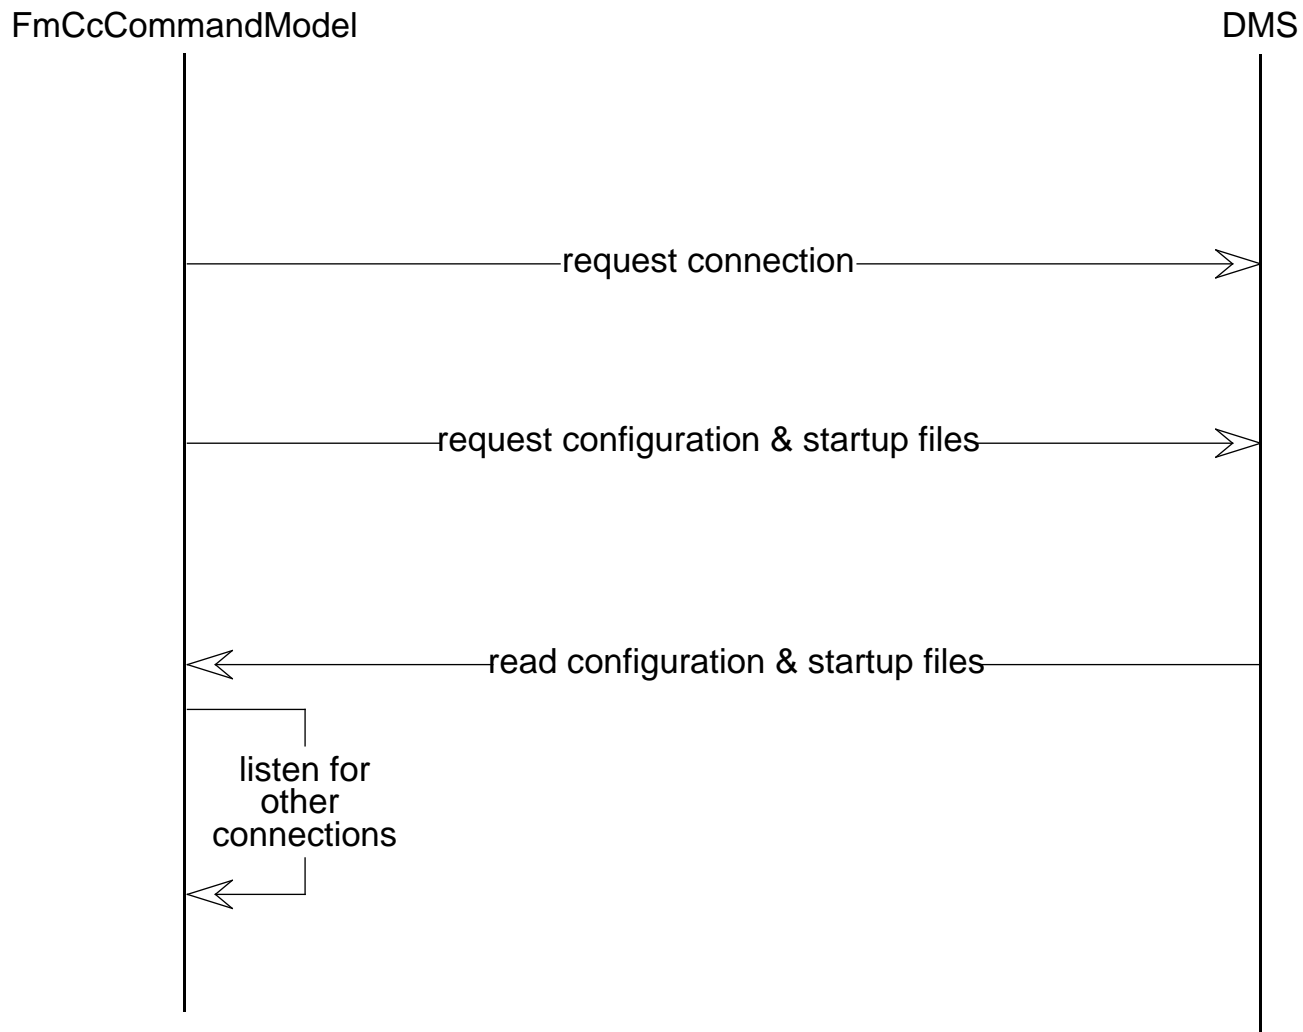 FmCcCommandModel
DMS
request connection
request configuration & startup files
read configuration & startup files
listen for
other
connections